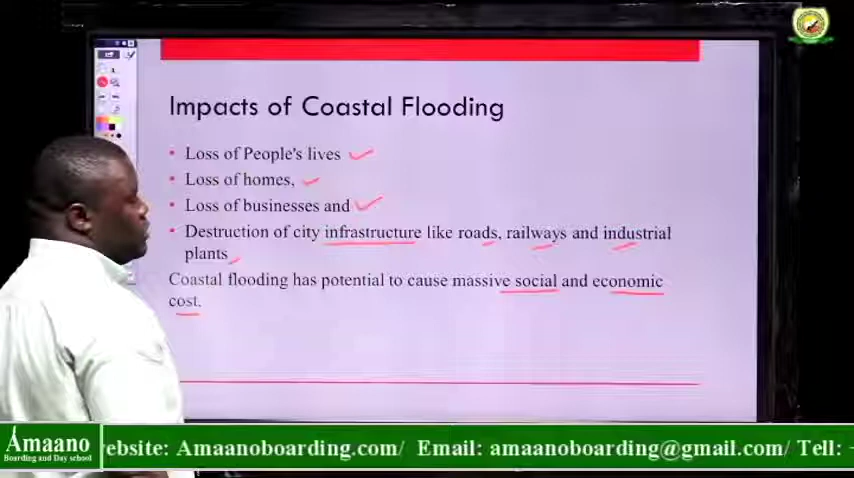 Impacts of Coastal Flooding
• Loss of People's lives
• Loss of homes,
• Loss of businesses and
• Destruction of city infrastructure like roads, railways and industrial
plants
Coastal flooding has potential to cause massive social and economic
cost.
Amaano
Boarding and Day school
ebsite: Amaanoboarding.com/ Email: amaanoboarding@gmail.com/ Tell: